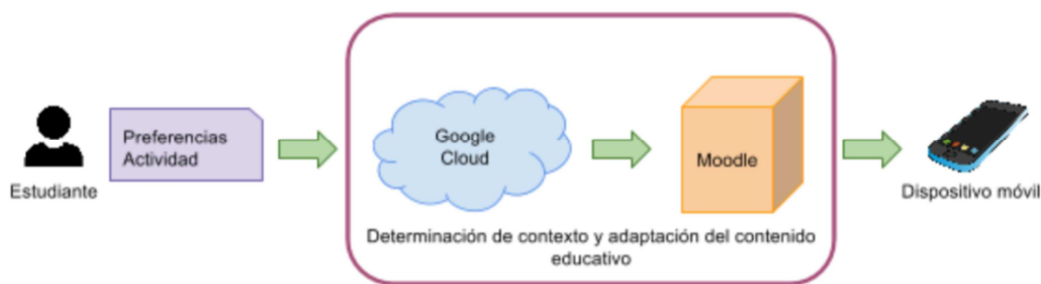 Estudiante
Preferencias
Actividad
Google
Cloud
Moodle
Determinación de contexto y adaptación del contenido
educativo
Dispositivo móvil